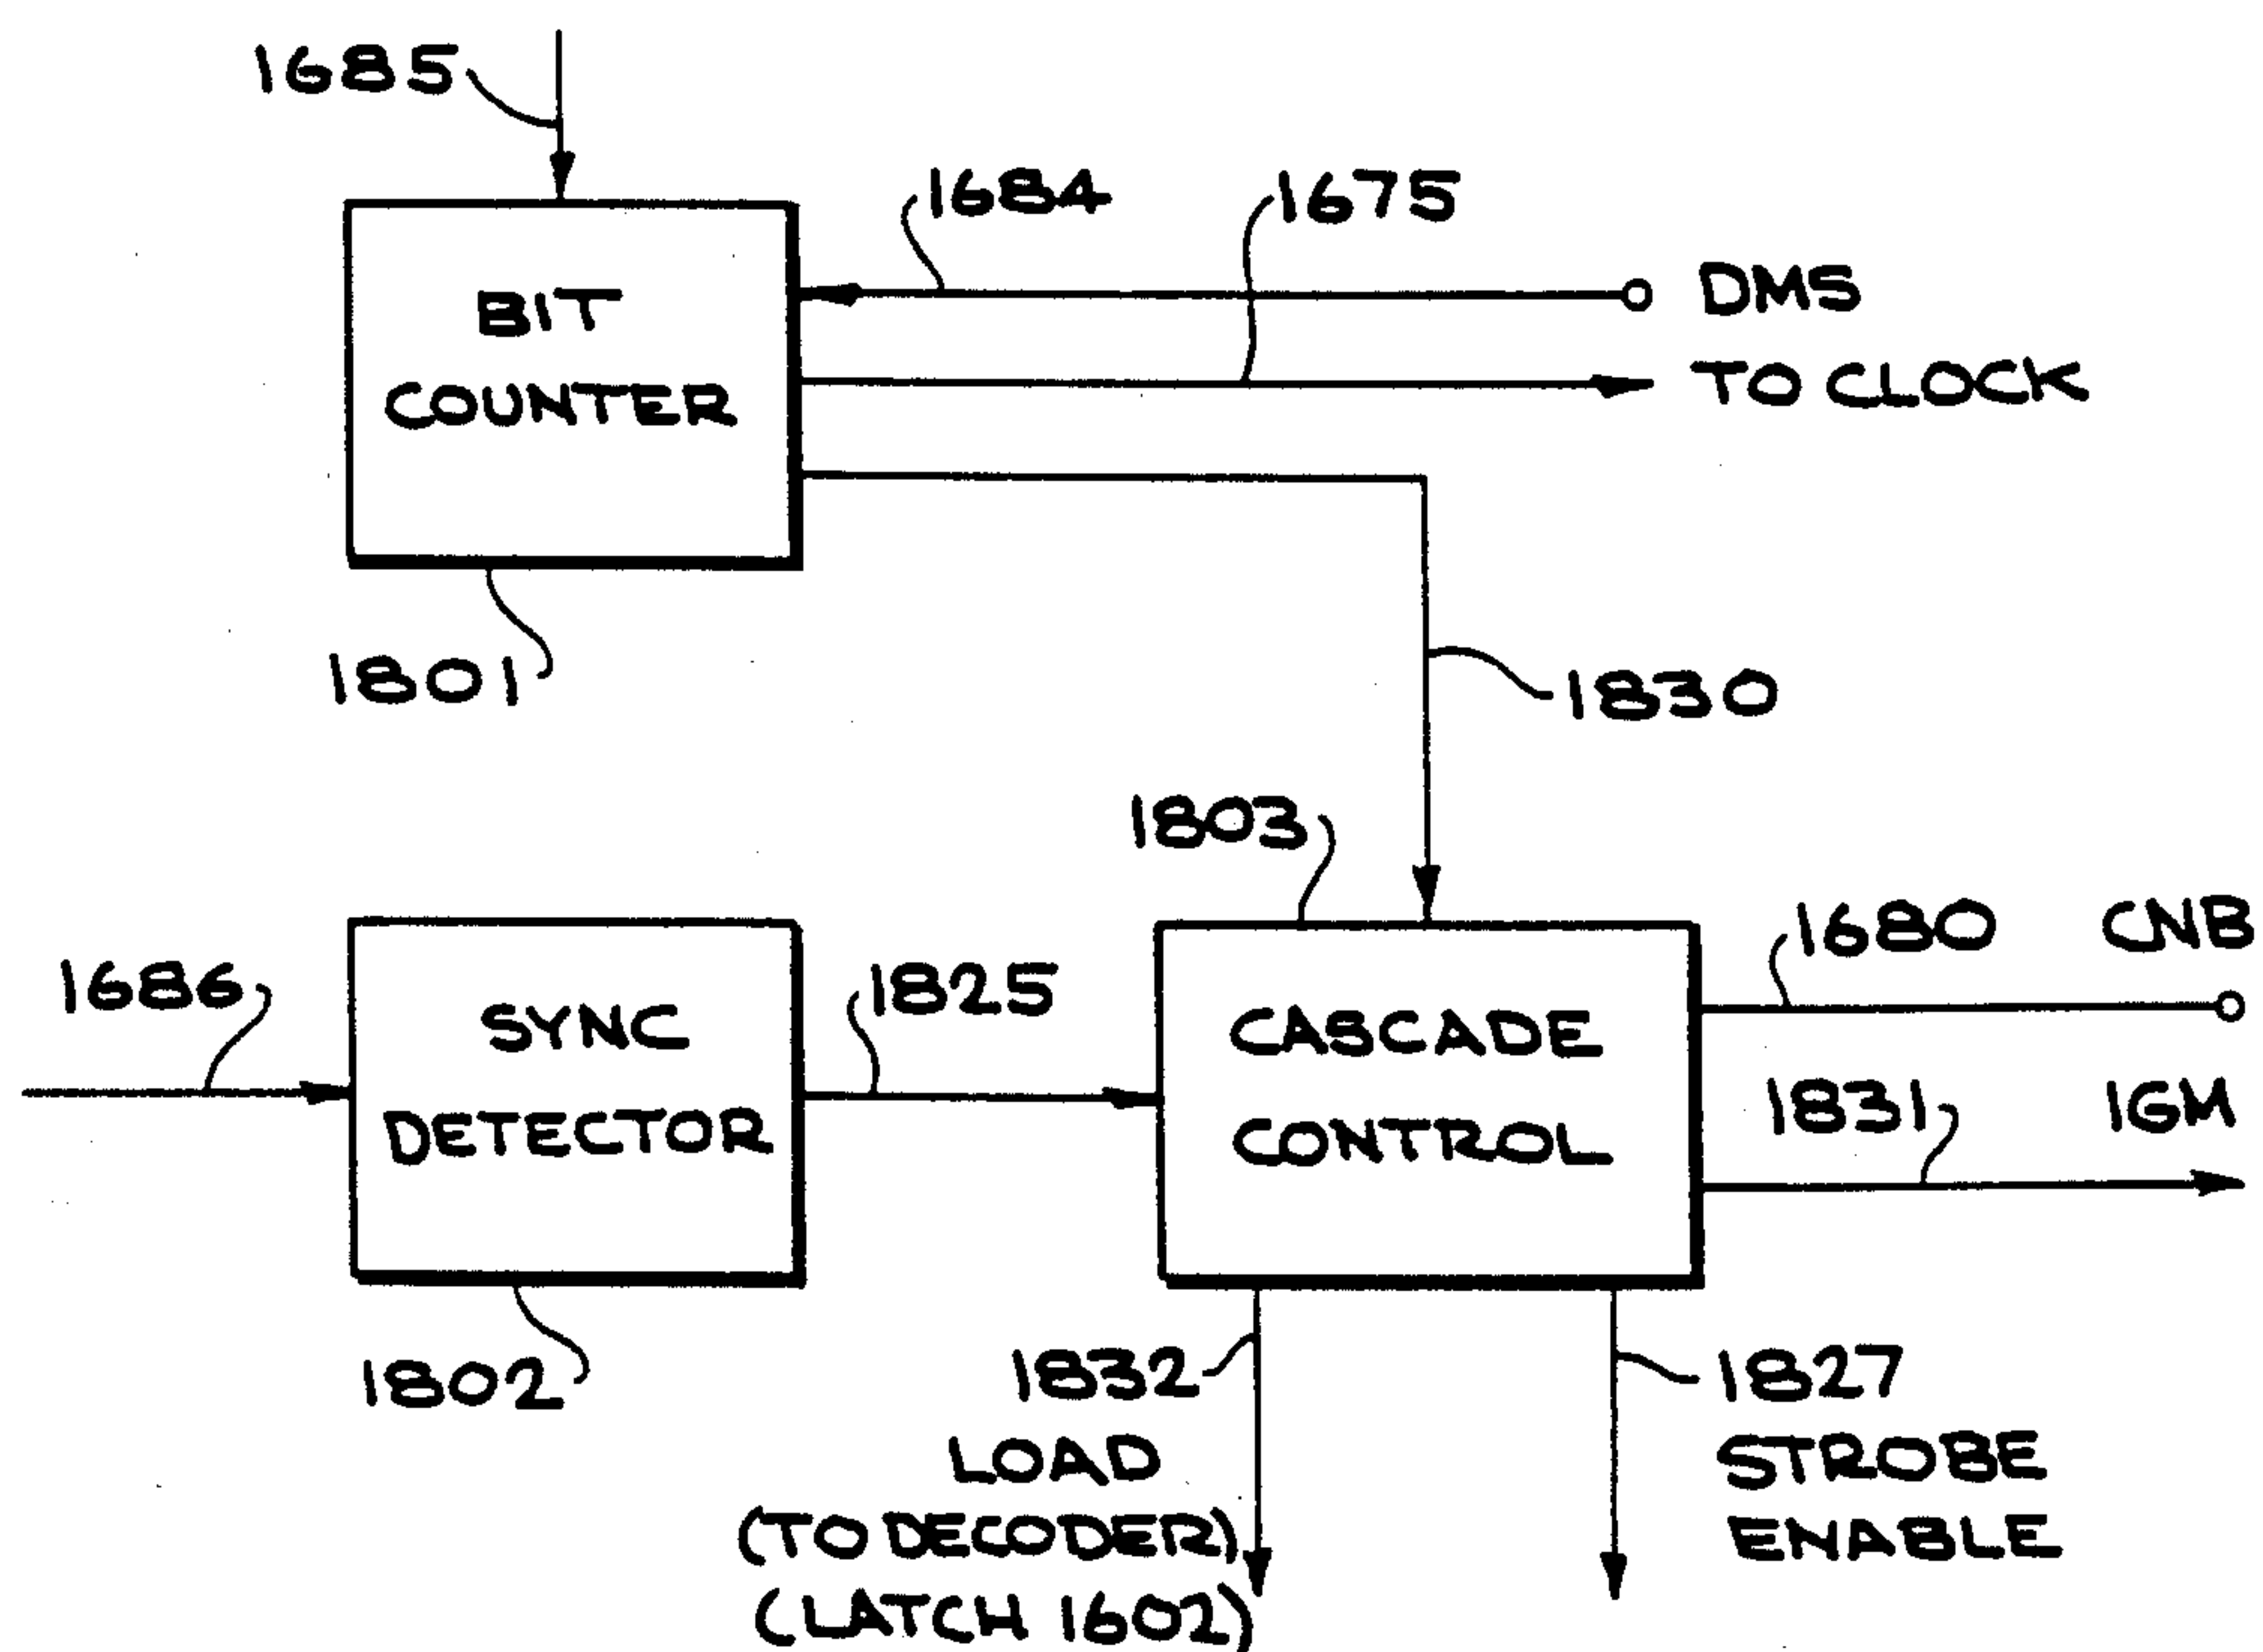 1685
1684
1675
DMS
BIT
COUNTER
TO CLOCK
1801
1830
1803
1686
SYNC
DETECTOR
1825
CASCADE
CONTROL
1680 CNB
1831 IGM
1802
1832
LOAD
(TO DECODER)
(LATCH 1602)
1827
STROBE
ENABLE